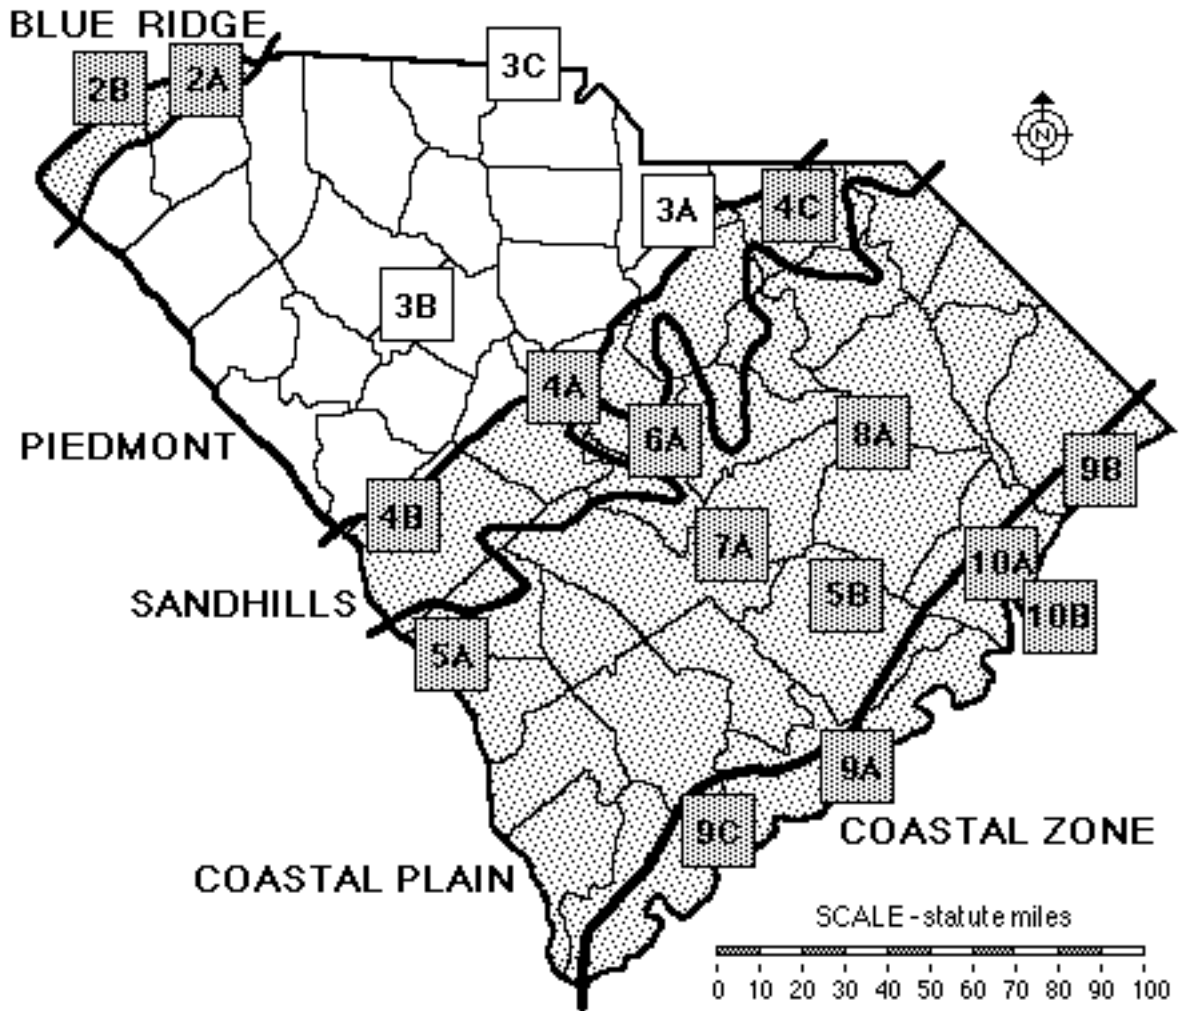 BLUE RIDGE
2B
2A
3C
N
3A
4C
3B
4A
6A
8A
PIEDMONT
9B
4B
7A
10A
5B
SANDHILLS
10B
5A
9A
9C
COASTAL ZONE
COASTAL PLAIN
SCALE - statute miles
0 10 20 30 40 50 60 70 80 90 100